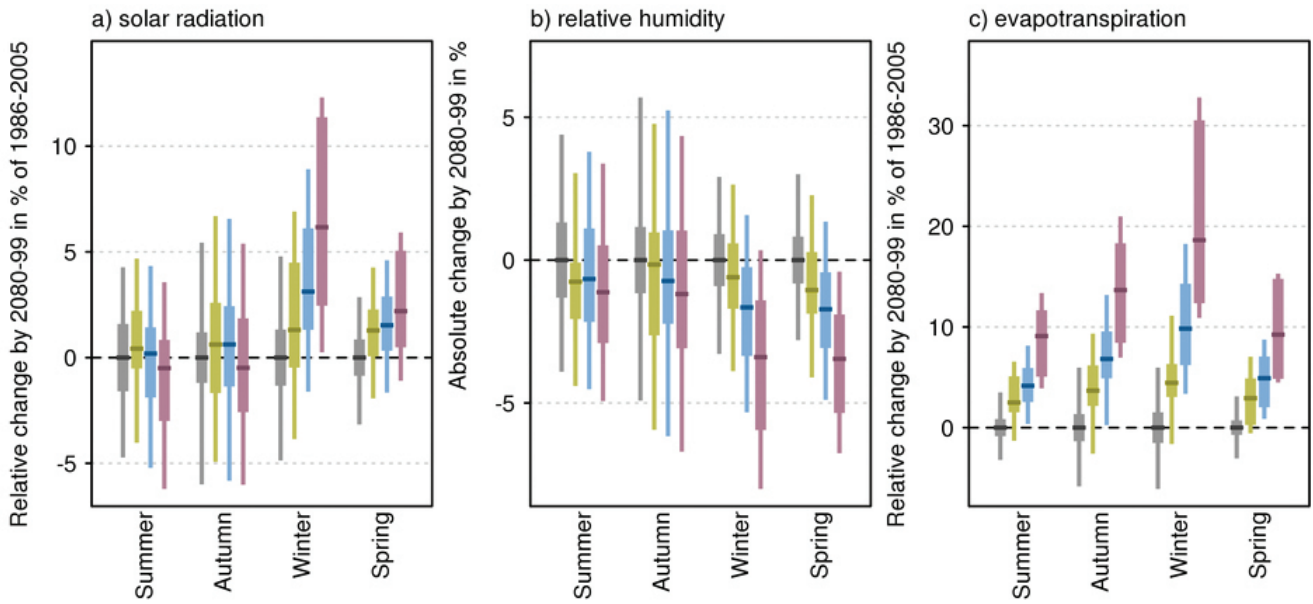 a) solar radiation
Relative change by 2080-99 in % of 1986-2005
10
5
0
-5
Summer
Autumn
Winter
Spring
b) relative humidity
Absolute change by 2080-99 in %
5
0
-5
Summer
Autumn
Winter
Spring
c) evapotranspiration
Relative change by 2080-99 in % of 1986-2005
30
20
10
0
Summer
Autumn
Winter
Spring